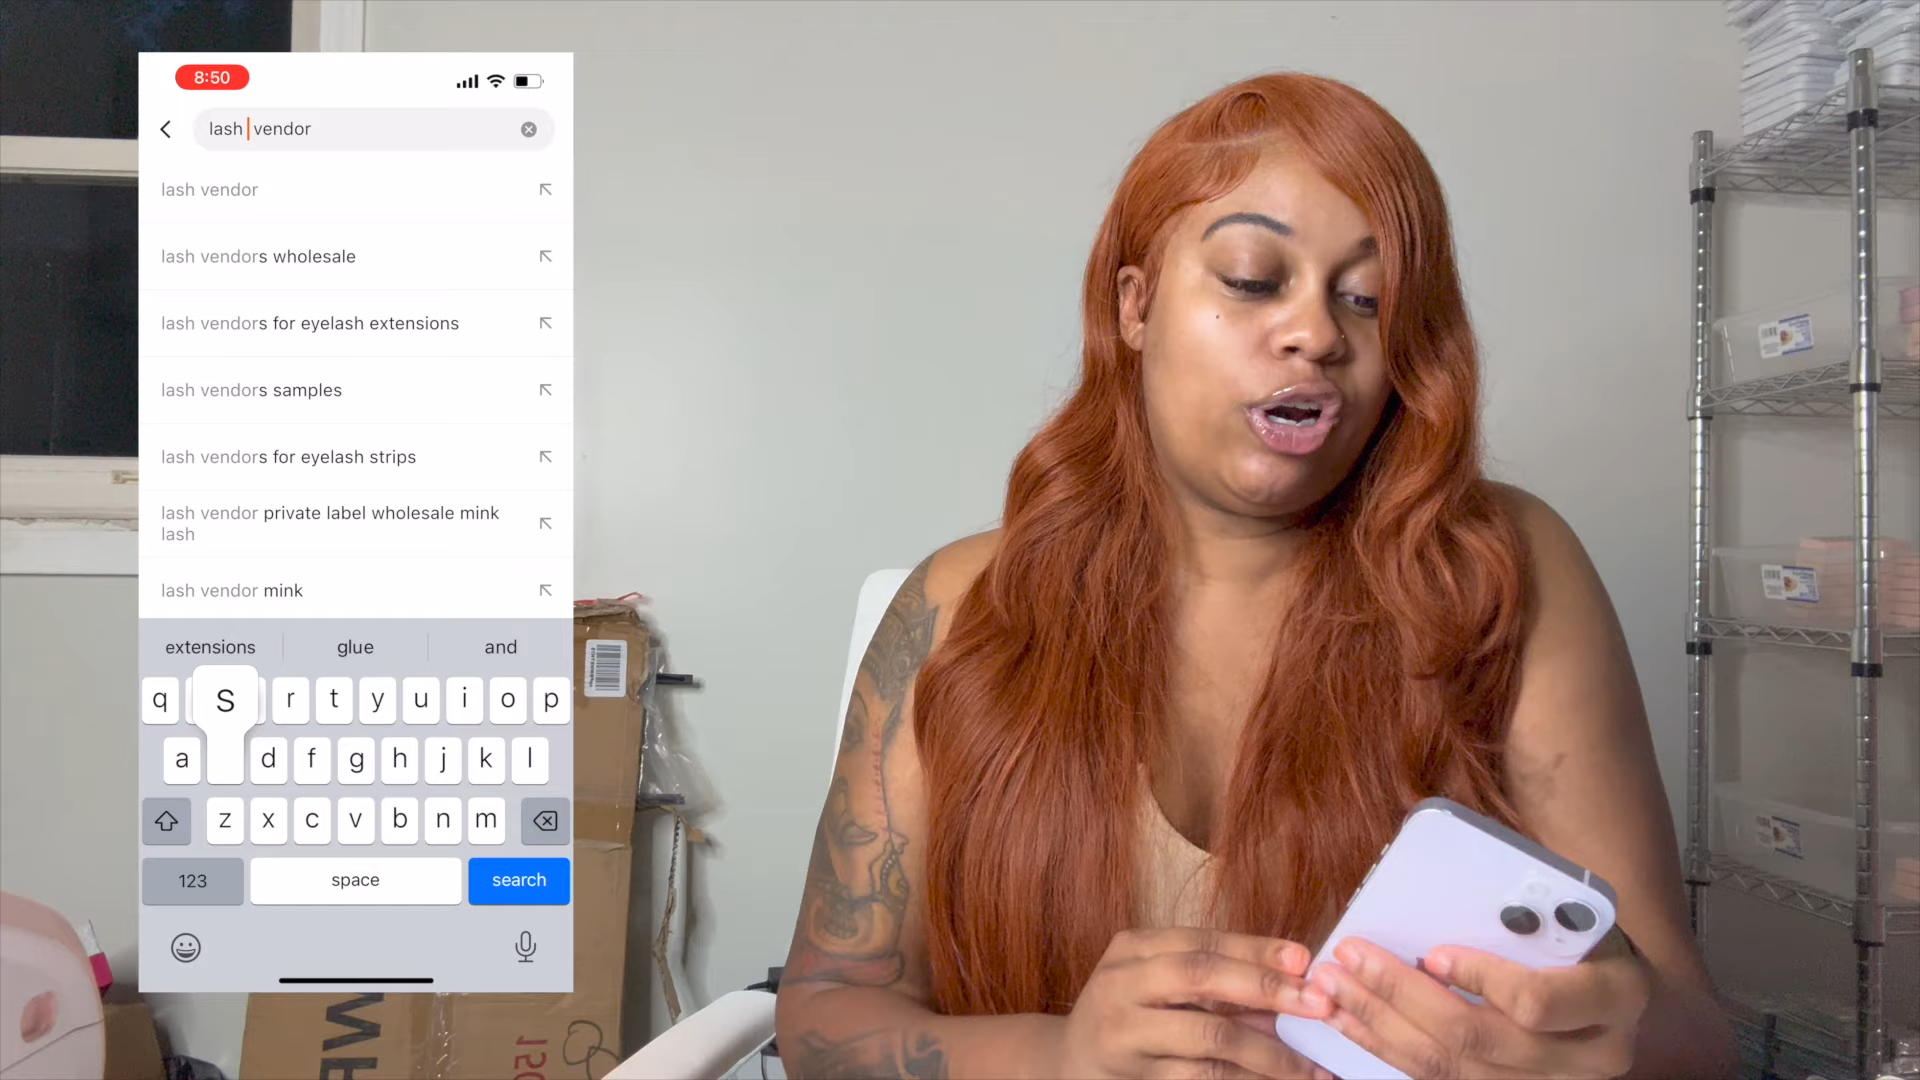 8:50
lash vendor
lash vendor
lash vendors wholesale
lash vendors for eyelash extensions
lash vendors samples
lash vendors for eyelash strips
lash vendor private label wholesale mink
lash
lash vendor mink
extensions glue and
q S r t y u i o p
a d f g h j k l
z x c v b n m
123 space search
150